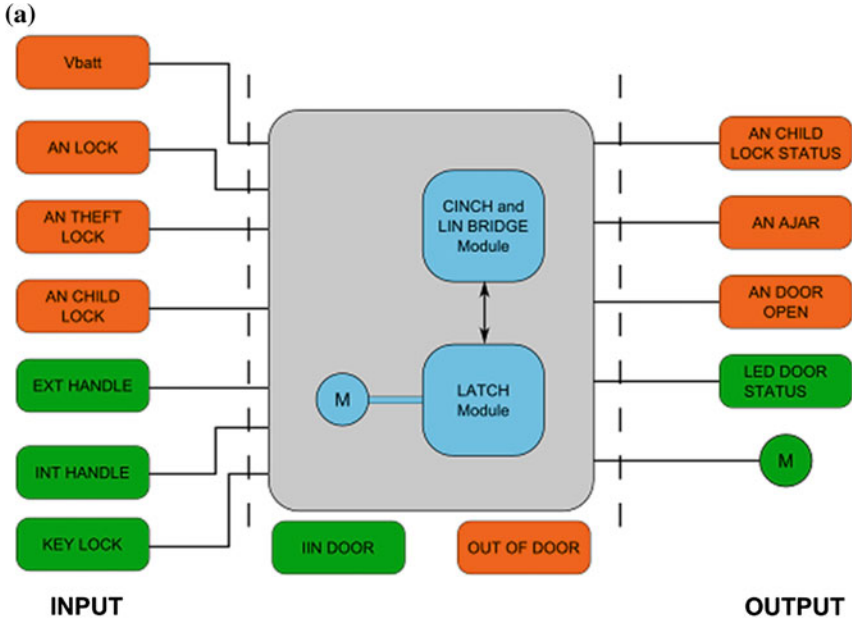 (a)
Vbatt
AN LOCK
AN THEFT
LOCK
AN CHILD
LOCK
EXT HANDLE
INT HANDLE
KEY LOCK
INPUT
CINCH and
LIN BRIDGE
Module
M
LATCH
Module
IIN DOOR
OUT OF DOOR
AN CHILD
LOCK STATUS
AN AJAR
AN DOOR
OPEN
LED DOOR
STATUS
M
OUTPUT